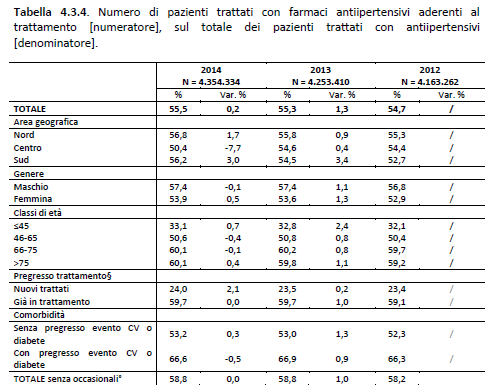 Tabella 4.3.4. Numero di pazienti trattati con farmaci antiipertensivi aderenti al
trattamento [numeratore], sul totale dei pazienti trattati con antiipertensivi
[denominatore].
2014 2013 2012
N = 4.354.334 N = 4.253.410 N = 4.163.262
% Var. % % Var. % % Var. %
TOTALE 55,5 0,2 55,3 1,3 54,7 /
Area geografica
Nord 56,8 1,7 55,8 0,9 55,3 /
Centro 50,4 -7,7 54,6 0,4 54,4 /
Sud 56,2 3,0 54,5 3,4 52,7 /
Genere
Maschio 57,4 -0,1 57,4 1,1 56,8 /
Femmina 53,9 0,5 53,6 1,3 52,9 /
Classi di età
≤45 33,1 0,7 32,8 2,4 32,1 /
46-65 50,6 -0,4 50,8 0,8 50,4 /
66-75 60,1 -0,1 60,2 0,8 59,7 /
>75 60,1 0,4 59,8 1,1 59,2 /
Pregresso trattamento§
Nuovi trattati 24,0 2,1 23,5 0,2 23,4 /
Già in trattamento 59,7 0,0 59,7 1,0 59,1 /
Comorbidità
Senza pregresso evento CV o
diabete 53,2 0,3 53,0 1,3 52,3 /
Con pregresso evento CV o
diabete 66,6 -0,5 66,9 0,9 66,3 /
TOTALE senza occasionali° 58,8 0,0 58,8 1,0 58,2 /